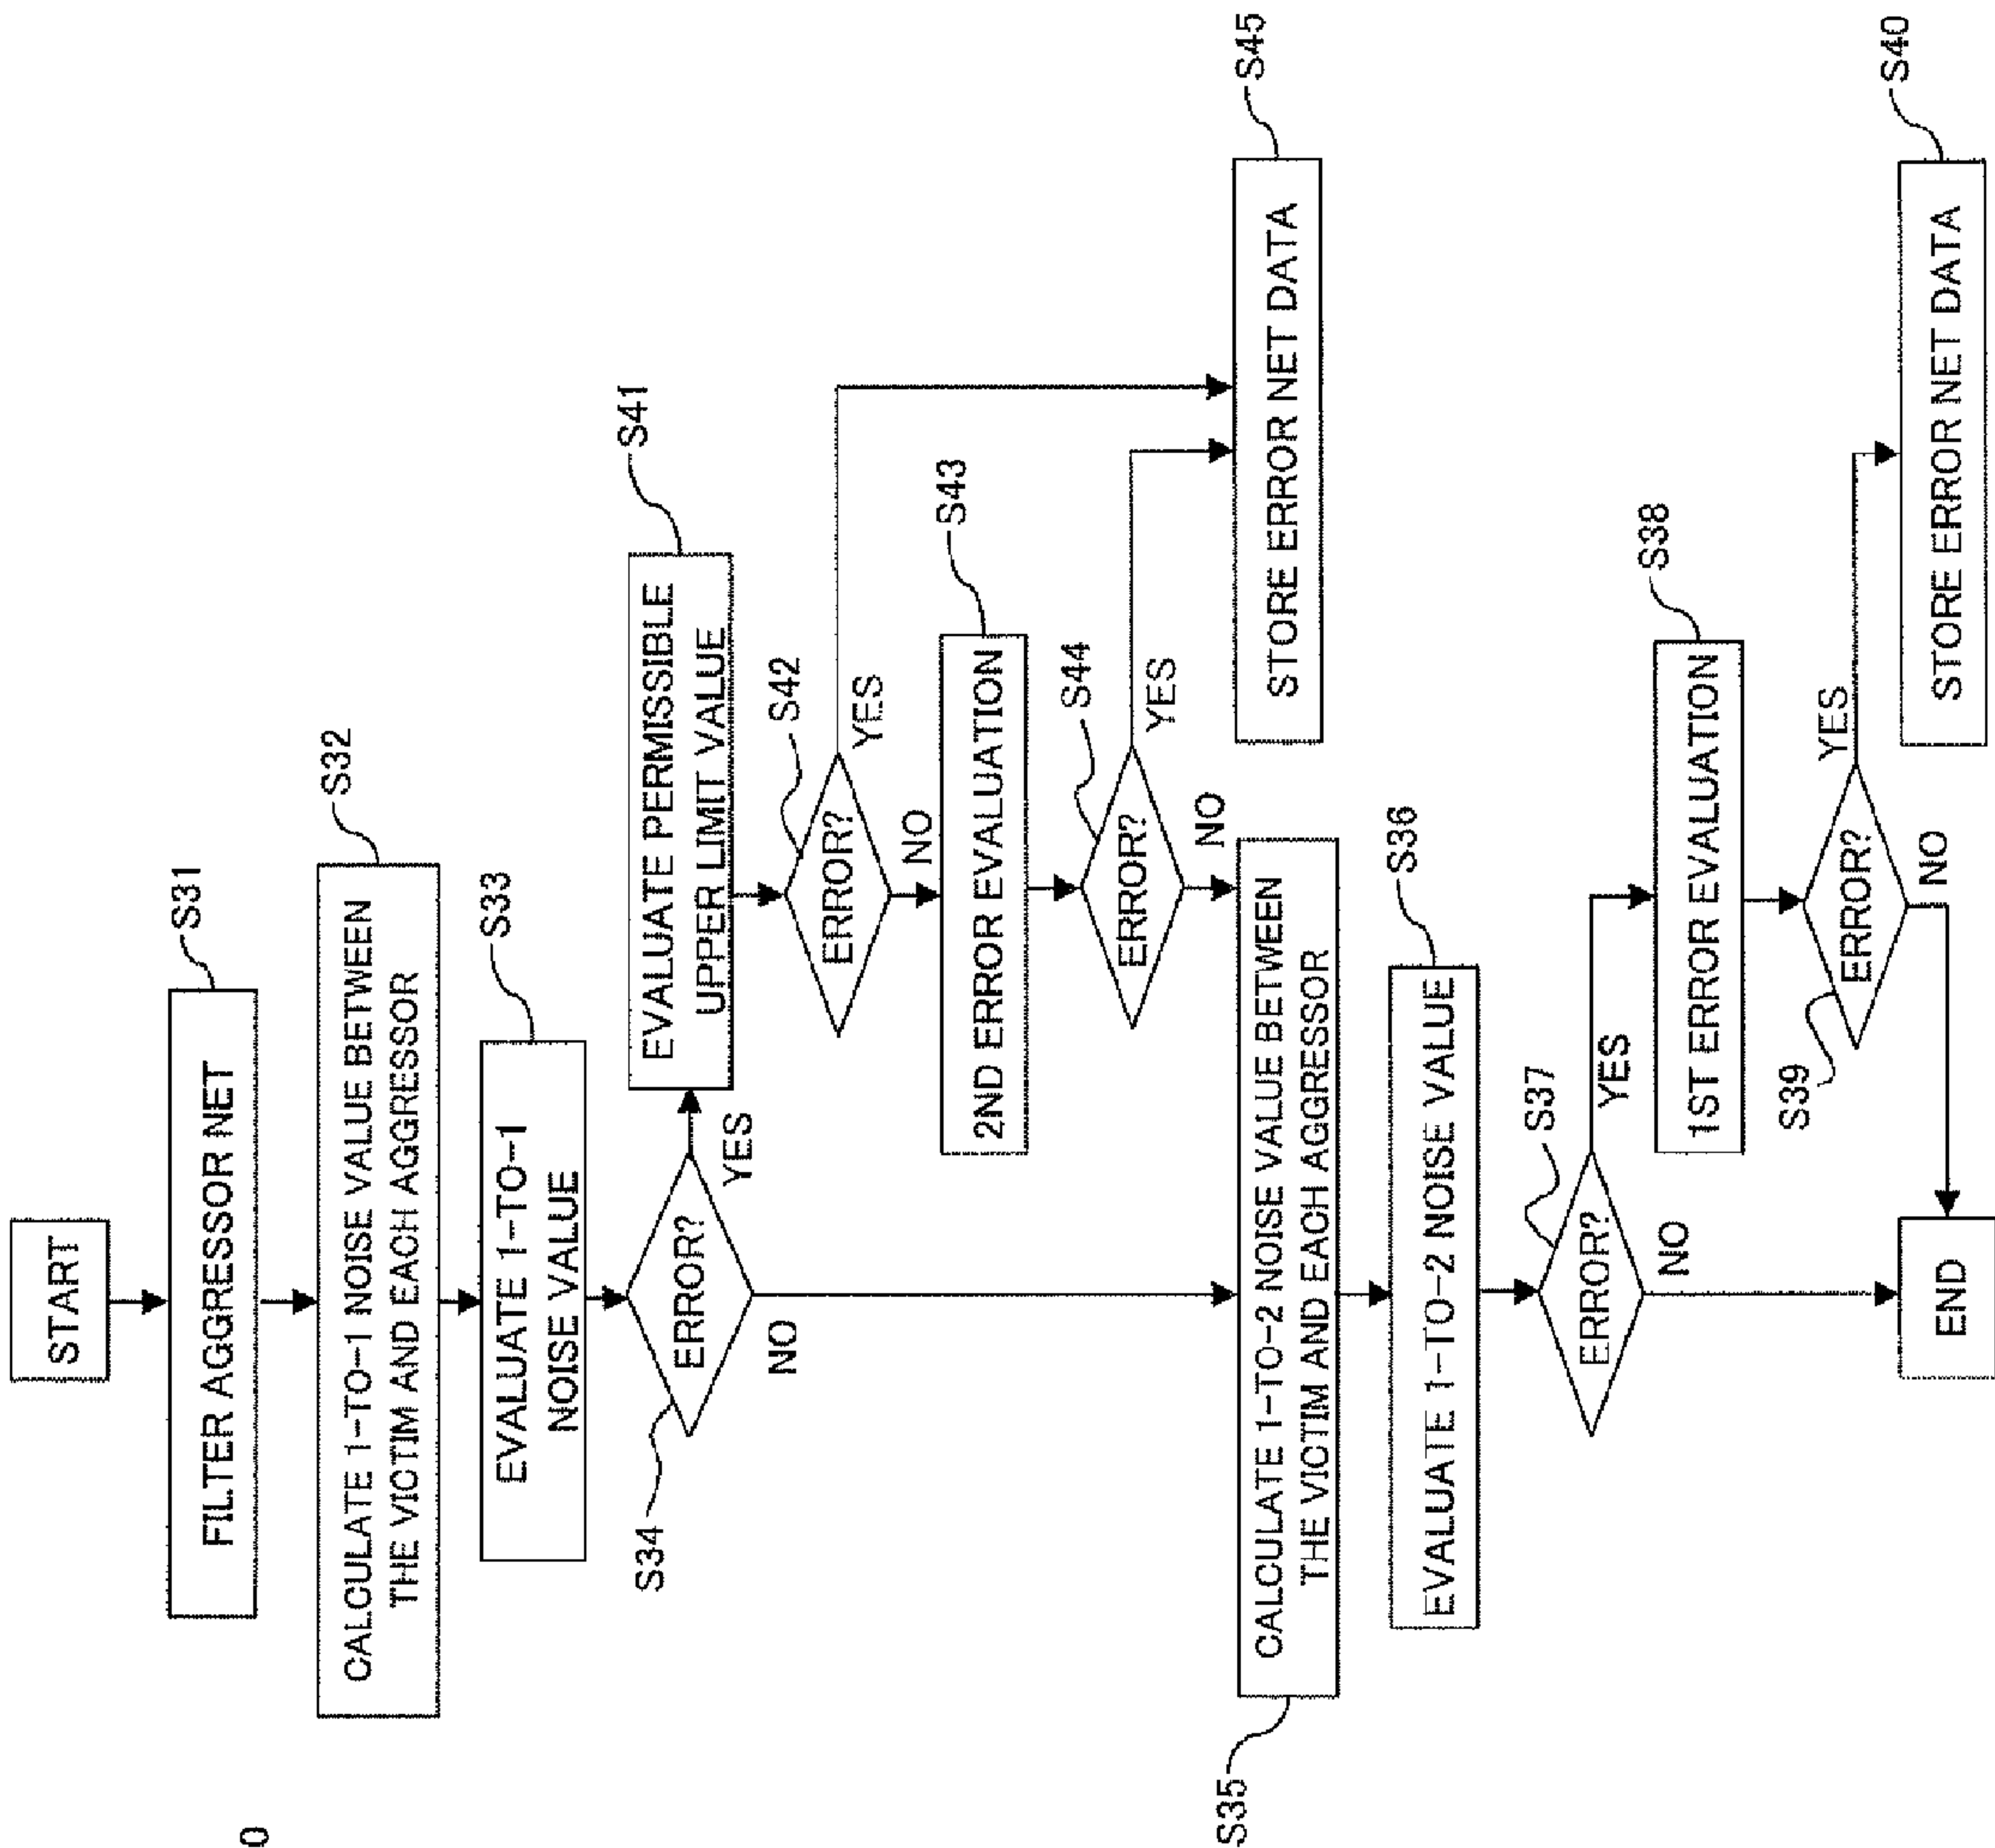 START
S31
FILTER AGGRESSOR NET
S32
CALCULATE 1-TO-1 NOISE VALUE BETWEEN
THE VICTIM AND EACH AGGRESSOR
S33
EVALUATE 1-TO-1
NOISE VALUE
S34
ERROR?
YES
NO
S41
EVALUATE PERMISSIBLE
UPPER LIMIT VALUE
S42
ERROR?
YES
NO
S43
2ND ERROR EVALUATION
S44
ERROR?
YES
NO
S45
STORE ERROR NET DATA
S35
CALCULATE 1-TO-2 NOISE VALUE BETWEEN
THE VICTIM AND EACH AGGRESSOR
S36
EVALUATE 1-TO-2 NOISE VALUE
S37
ERROR?
YES
NO
S38
1ST ERROR EVALUATION
S39
ERROR?
YES
NO
S40
STORE ERROR NET DATA
END
0